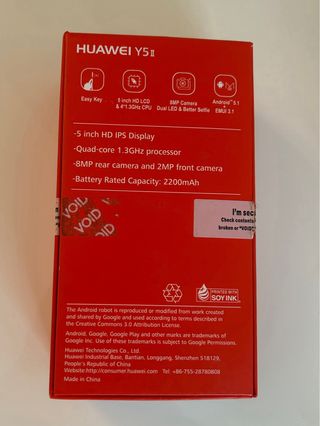 HUAWEI Y5II
Easy Key
5 inch HD LCD
& 4*1.3GHz CPU
8MP Camera
Dual LED & Better Selfie
Android™ 5.1
+
EMUI 3.1
-5 inch HD IPS Display
-Quad-core 1.3GHz processor
-8MP rear camera and 2MP front camera
-Battery Rated Capacity: 2200mAh
VOID
VOID
I'm sec
Check contents
broken or "VOID"
PRINTED WITH
SOY INK
The Android robot is reproduced or modified from work created
and shared by Google and used according to terms described in
the Creative Commons 3.0 Attribution License.
Android, Google, Google Play and other marks are trademarks of
Google Inc. Use of these trademarks is subject to Google Permissions.
Huawei Technologies Co., Ltd.
Huawei Industrial Base, Bantian, Longgang, Shenzhen 518129,
People's Republic of China
Website:http://consumer.huawei.com Tel: +86-755-28780808
Made in China